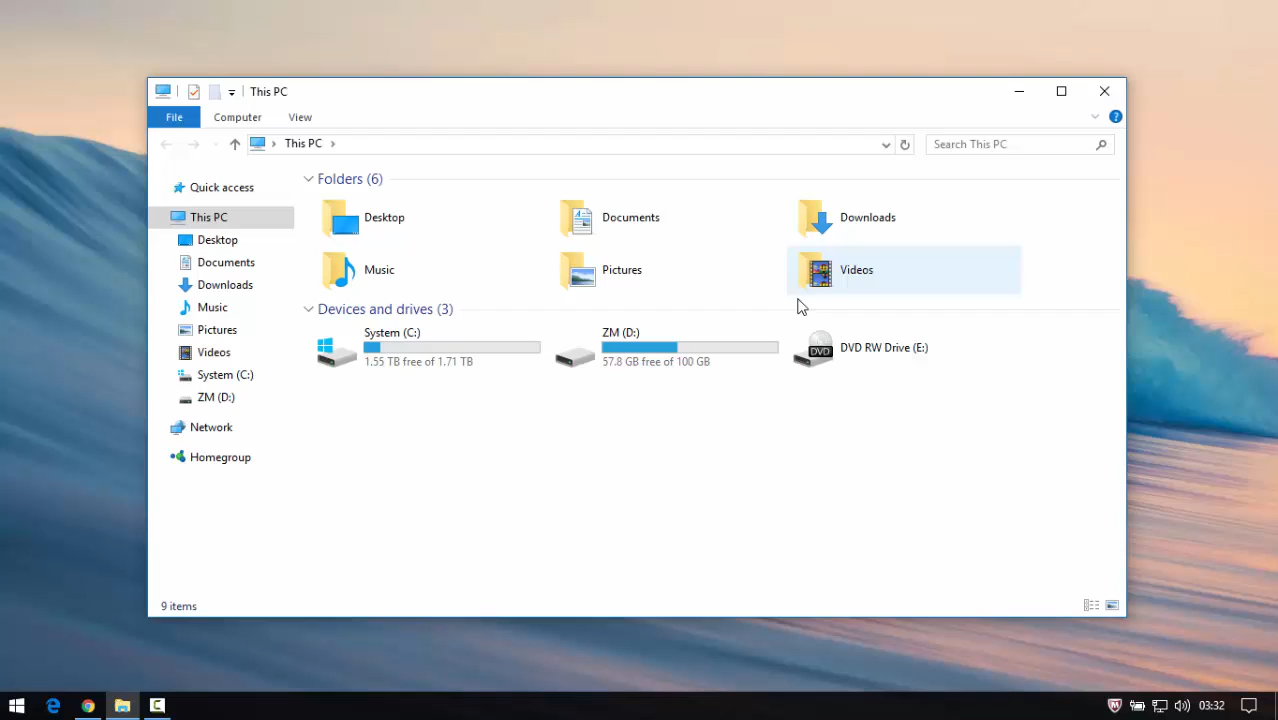 This PC
File Computer View
This PC
Search This PC
Quick access
This PC
Desktop
Documents
Downloads
Music
Pictures
Videos
System (C:)
ZM (D:)
Network
Homegroup
Folders (6)
Desktop
Documents
Downloads
Music
Pictures
Videos
Devices and drives (3)
System (C:)
1.55 TB free of 1.71 TB
ZM (D:)
57.8 GB free of 100 GB
DVD
DVD RW Drive (E:)
9 items
03:32